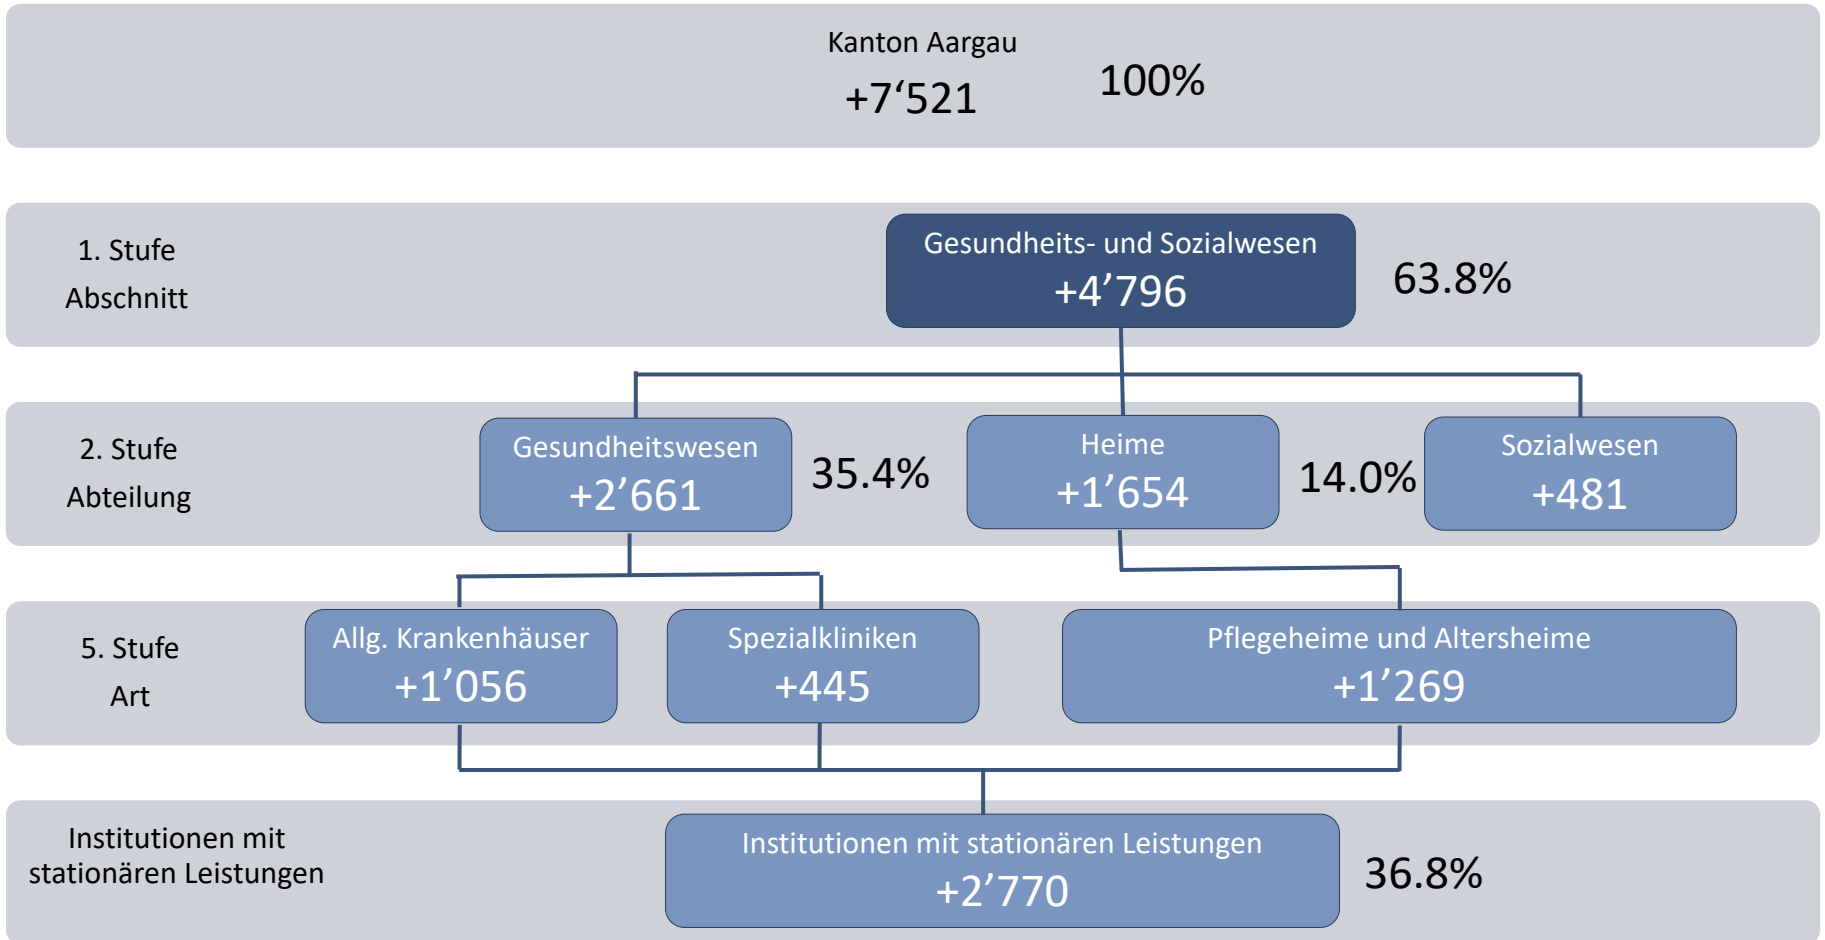 Kanton Aargau
+7‘521
100%
1. Stufe
Abschnitt
Gesundheits- und Sozialwesen
+4’796
63.8%
2. Stufe
Abteilung
Gesundheitswesen
+2’661
35.4%
Heime
+1’654
14.0%
Sozialwesen
+481
5. Stufe
Art
Allg. Krankenhäuser
+1’056
Spezialkliniken
+445
Pflegeheime und Altersheime
+1’269
Institutionen mit
stationären Leistungen
Institutionen mit stationären Leistungen
+2’770
36.8%